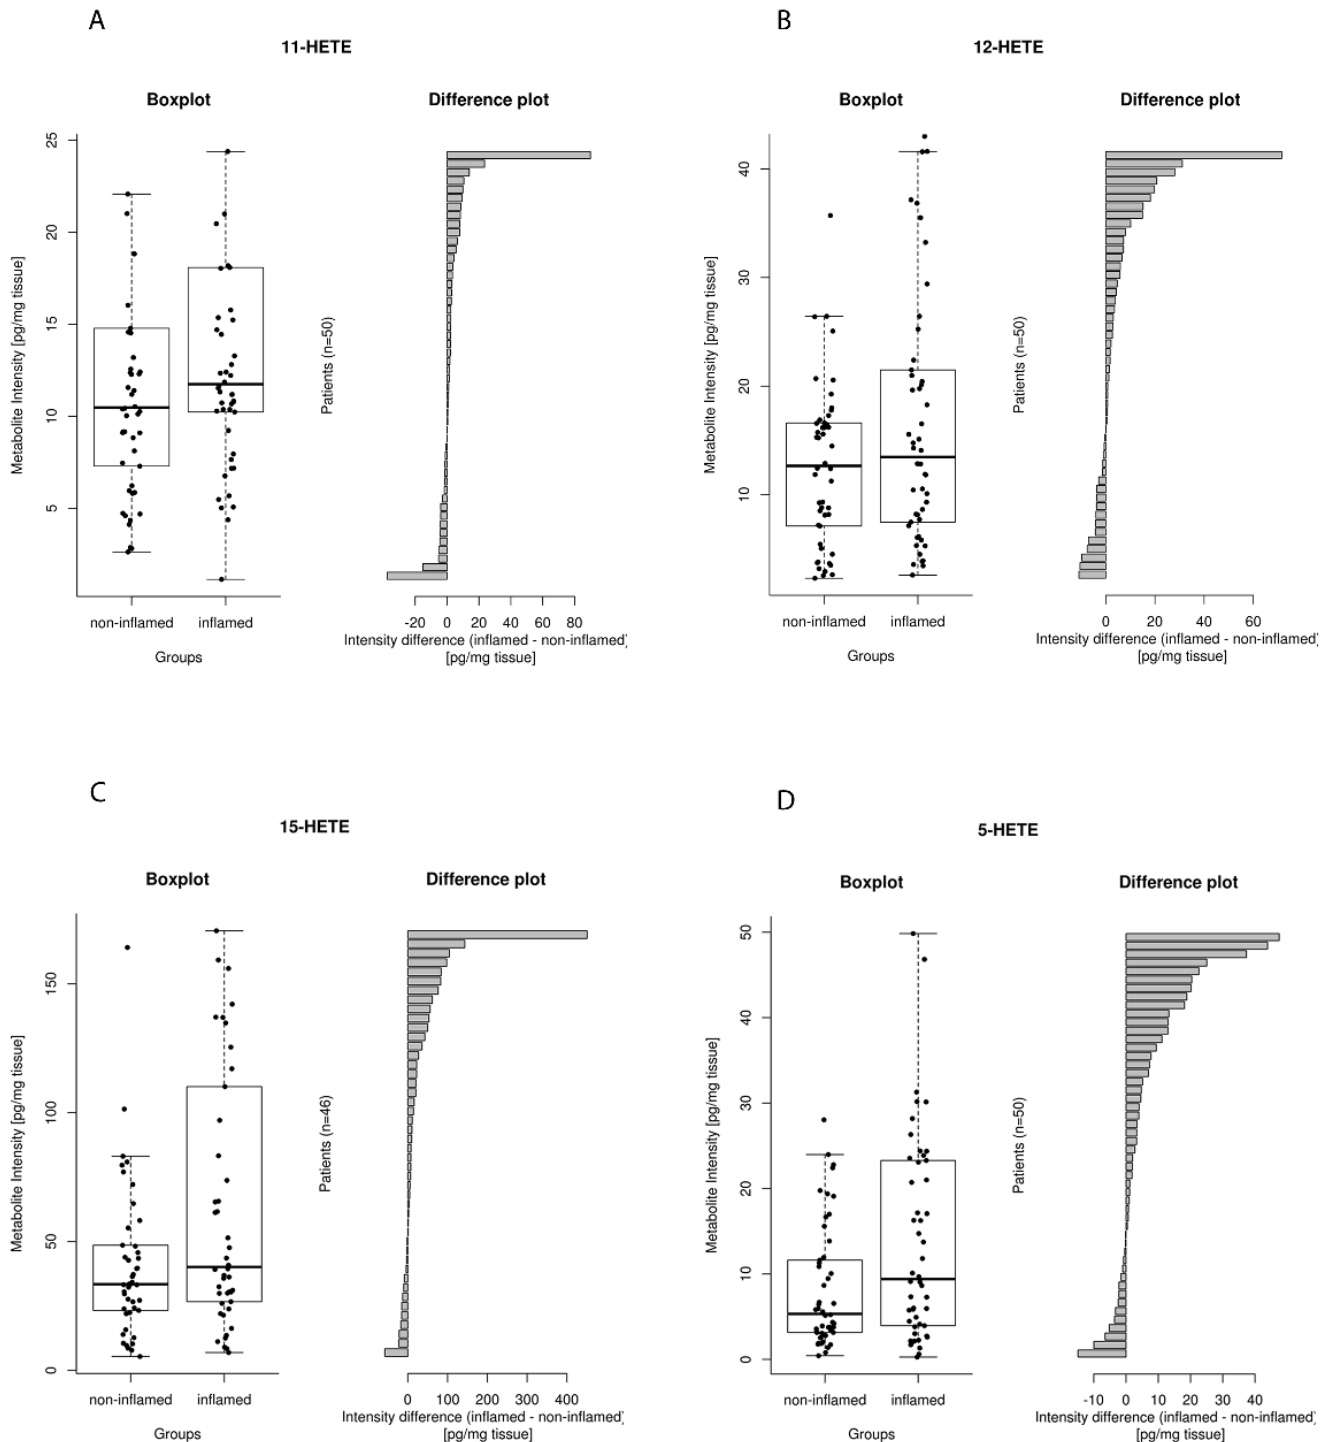 A
11-HETE
Boxplot
Difference plot
Metabolite Intensity [pg/mg tissue]
25
20
15
10
5
non-inflamed
inflamed
Groups
Patients (n=50)
-20
0
20
40
60
80
Intensity difference (inflamed - non-inflamed)
[pg/mg tissue]
B
12-HETE
Boxplot
Difference plot
Metabolite Intensity [pg/mg tissue]
40
30
20
10
non-inflamed
inflamed
Groups
Patients (n=50)
0
20
40
60
Intensity difference (inflamed - non-inflamed)
[pg/mg tissue]
C
15-HETE
Boxplot
Difference plot
Metabolite Intensity [pg/mg tissue]
150
100
50
0
non-inflamed
inflamed
Groups
Patients (n=46)
0
100
200
300
400
Intensity difference (inflamed - non-inflamed)
[pg/mg tissue]
D
5-HETE
Boxplot
Difference plot
Metabolite Intensity [pg/mg tissue]
50
40
30
20
10
0
non-inflamed
inflamed
Groups
Patients (n=50)
-10
0
10
20
30
40
Intensity difference (inflamed - non-inflamed)
[pg/mg tissue]